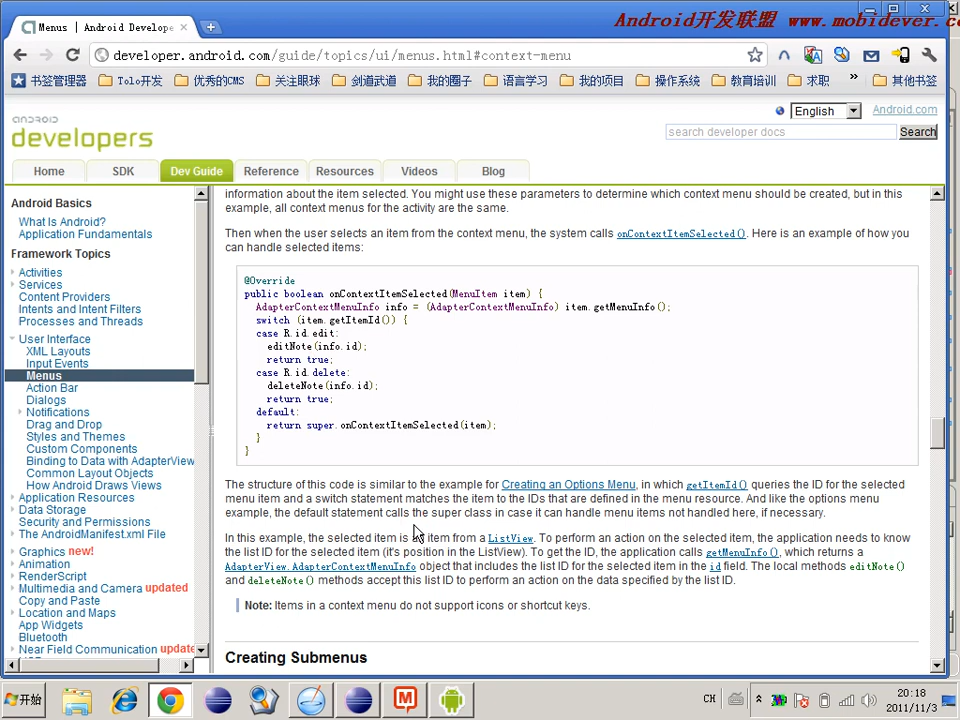 Menus | Android Develope
Android开发联盟 www.mobidever.co
developer.android.com/guide/topics/ui/menus.html#context-menu
书签管理器 Tolo开发 优秀的CMS 关注眼球 剑道武道 我的圈子 语言学习 我的项目 操作系统 教育培训 求职 » 其他书签
English Android.com
ANDROID
developers
search developer docs Search
Home SDK Dev Guide Reference Resources Videos Blog
Android Basics
What Is Android?
Application Fundamentals
Framework Topics
Activities
Services
Content Providers
Intents and Intent Filters
Processes and Threads
User Interface
XML Layouts
Input Events
Menus
Action Bar
Dialogs
Notifications
Drag and Drop
Styles and Themes
Custom Components
Binding to Data with AdapterView
Common Layout Objects
How Android Draws Views
Application Resources
Data Storage
Security and Permissions
The AndroidManifest.xml File
Graphics new!
Animation
RenderScript
Multimedia and Camera updated
Copy and Paste
Location and Maps
App Widgets
Bluetooth
Near Field Communication update
information about the item selected. You might use these parameters to determine which context menu should be created, but in this
example, all context menus for the activity are the same.
Then when the user selects an item from the context menu, the system calls onContextItemSelected(). Here is an example of how you
can handle selected items:
@Override
public boolean onContextItemSelected(MenuItem item) {
AdapterContextMenuInfo info = (AdapterContextMenuInfo) item.getMenuInfo();
switch (item.getItemId()) {
case R.id.edit:
editNote(info.id);
return true;
case R.id.delete:
deleteNote(info.id);
return true;
default:
return super.onContextItemSelected(item);
}
}
The structure of this code is similar to the example for Creating an Options Menu, in which getItemId() queries the ID for the selected
menu item and a switch statement matches the item to the IDs that are defined in the menu resource. And like the options menu
example, the default statement calls the super class in case it can handle menu items not handled here, if necessary.
In this example, the selected item is an item from a ListView. To perform an action on the selected item, the application needs to know
the list ID for the selected item (it's position in the ListView). To get the ID, the application calls getMenuInfo(), which returns a
AdapterView.AdapterContextMenuInfo object that includes the list ID for the selected item in the id field. The local methods editNote()
and deleteNote() methods accept this list ID to perform an action on the data specified by the list ID.
Note: Items in a context menu do not support icons or shortcut keys.
Creating Submenus
开始
CH
20:18
2011/11/3